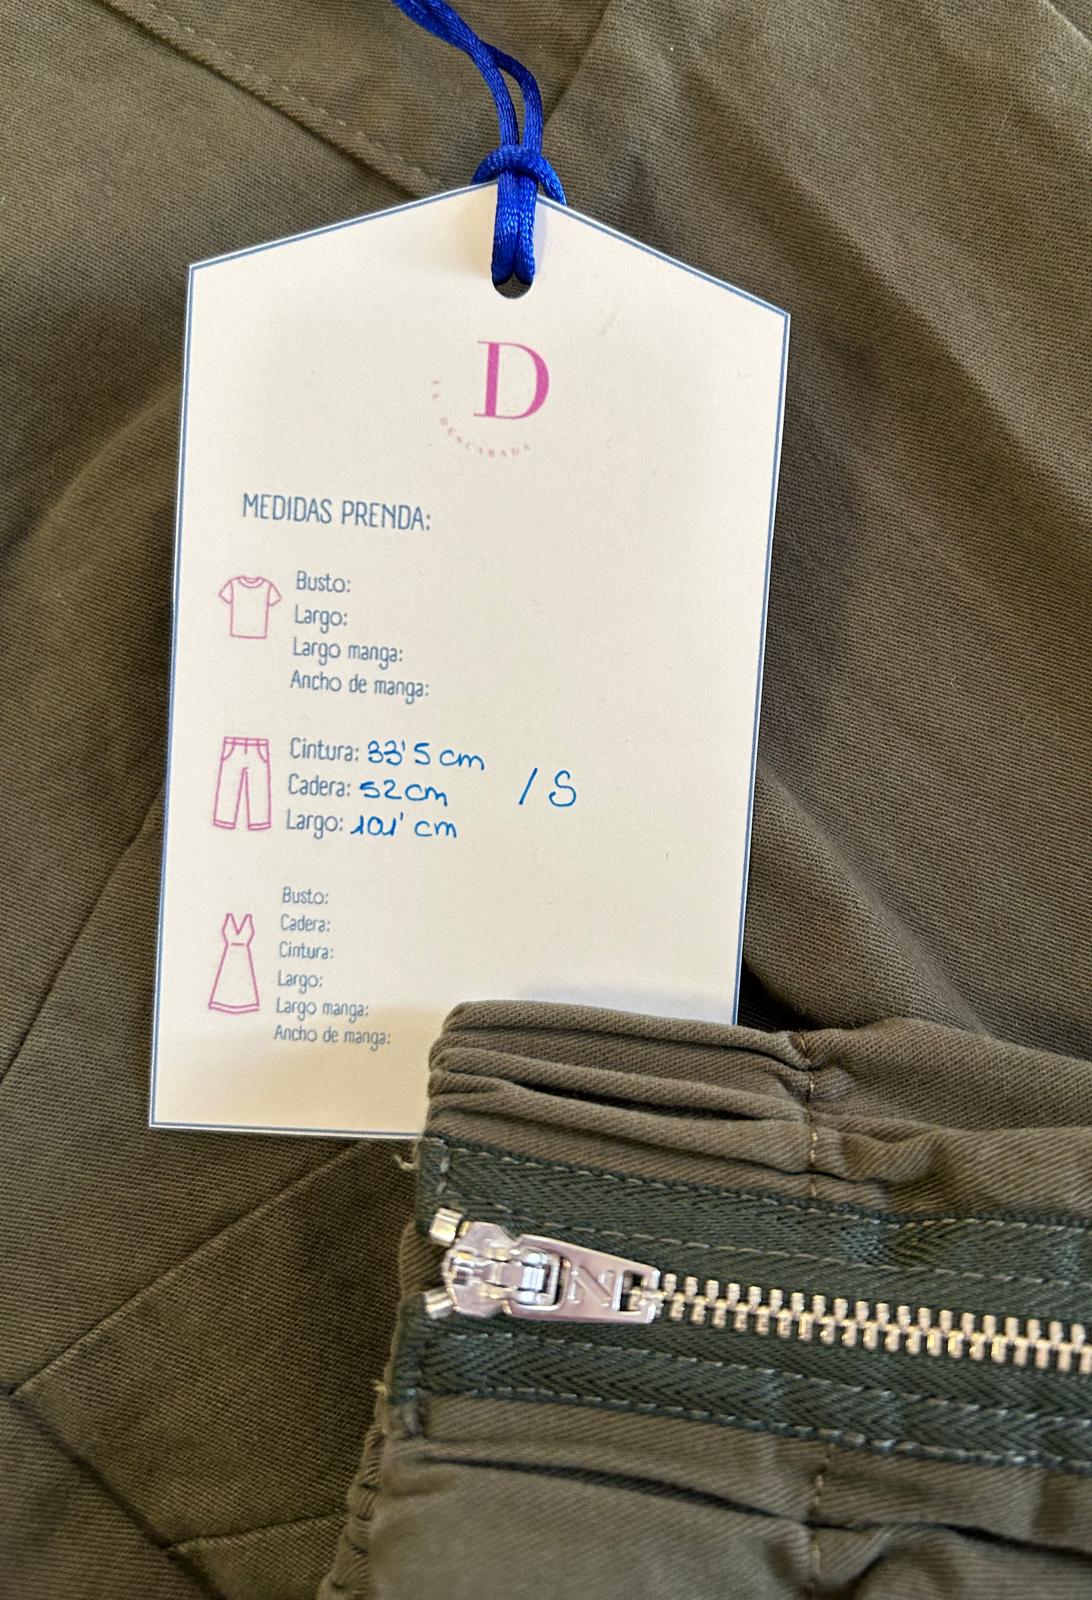 D
LA DESCARADA
MEDIDAS PRENDA:
Busto:
Largo:
Largo manga:
Ancho de manga:
Cintura: 33'5 cm
Cadera: 52cm / S
Largo: 101' cm
Busto:
Cadera:
Cintura:
Largo:
Largo manga:
Ancho de manga: